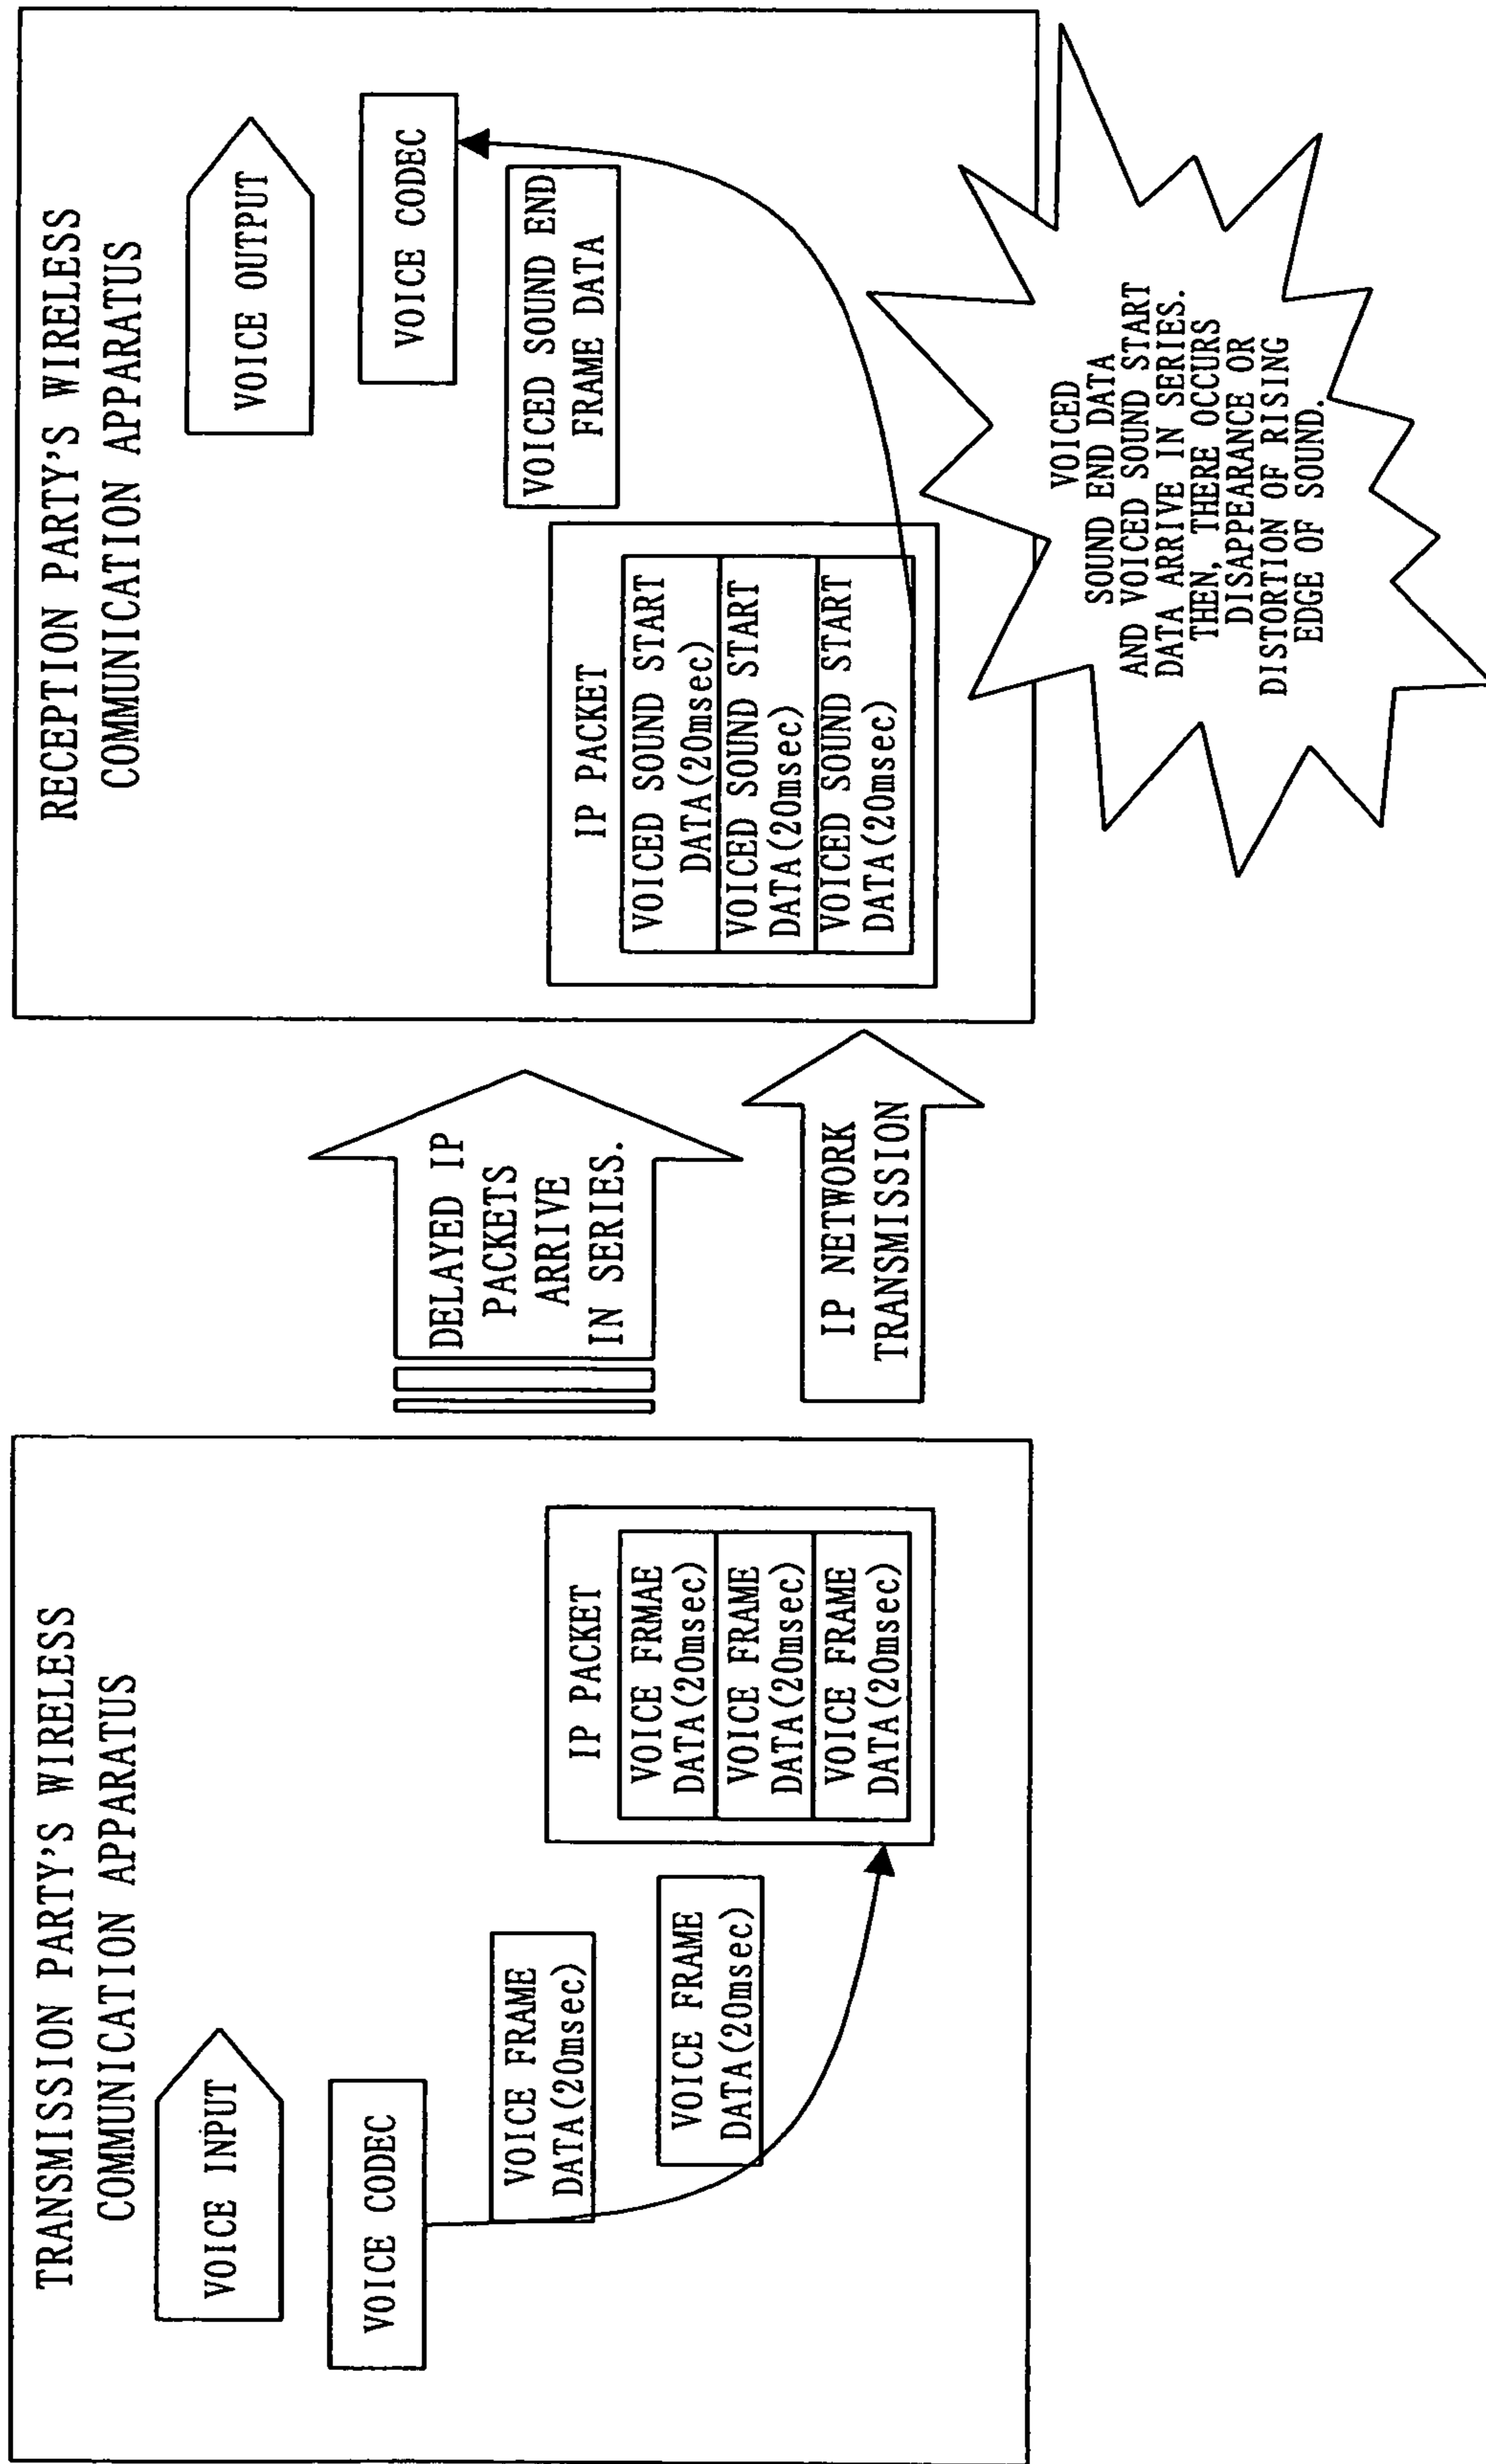 TRANSMISSION PARTY'S WIRELESS
COMMUNICATION APPARATUS
VOICE INPUT
VOICE CODEC
VOICE FRAME
DATA(20msec)
VOICE FRAME
DATA(20msec)
IP PACKET
VOICE FRMAE
DATA(20msec)
VOICE FRAME
DATA(20msec)
VOICE FRAME
DATA(20msec)
DELAYED IP
PACKETS
ARRIVE
IN SERIES.
IP NETWORK
TRANSMISSION
RECEPTION PARTY'S WIRELESS
COMMUNICATION APPARATUS
VOICE OUTPUT
VOICE CODEC
VOICED SOUND END
FRAME DATA
IP PACKET
VOICED SOUND START
DATA(20msec)
VOICED SOUND START
DATA(20msec)
VOICED SOUND START
DATA(20msec)
VOICED
SOUND END DATA
AND VOICED SOUND START
DATA ARRIVE IN SERIES.
THEN, THERE OCCURS
DISAPPEARANCE OR
DISTORTION OF RISING
EDGE OF SOUND.